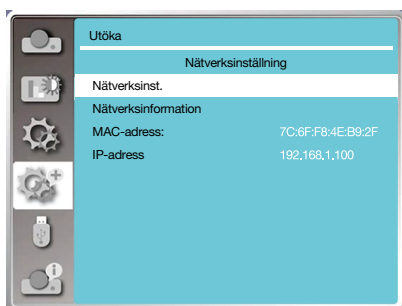 Utöka
Nätverksinställning
Nätverksinst.
Nätverksinformation
MAC-adress: 7C:6F:F8:4E:B9:2F
IP-adress 192.168.1.100